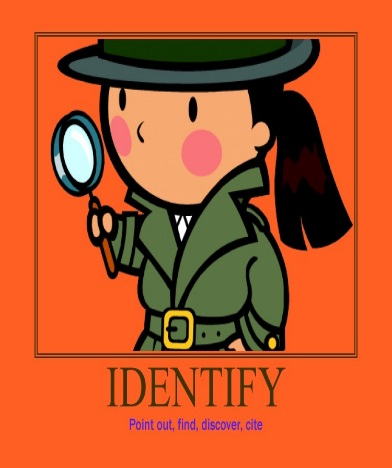 IDENTIFY
Point out, find, discover, cite